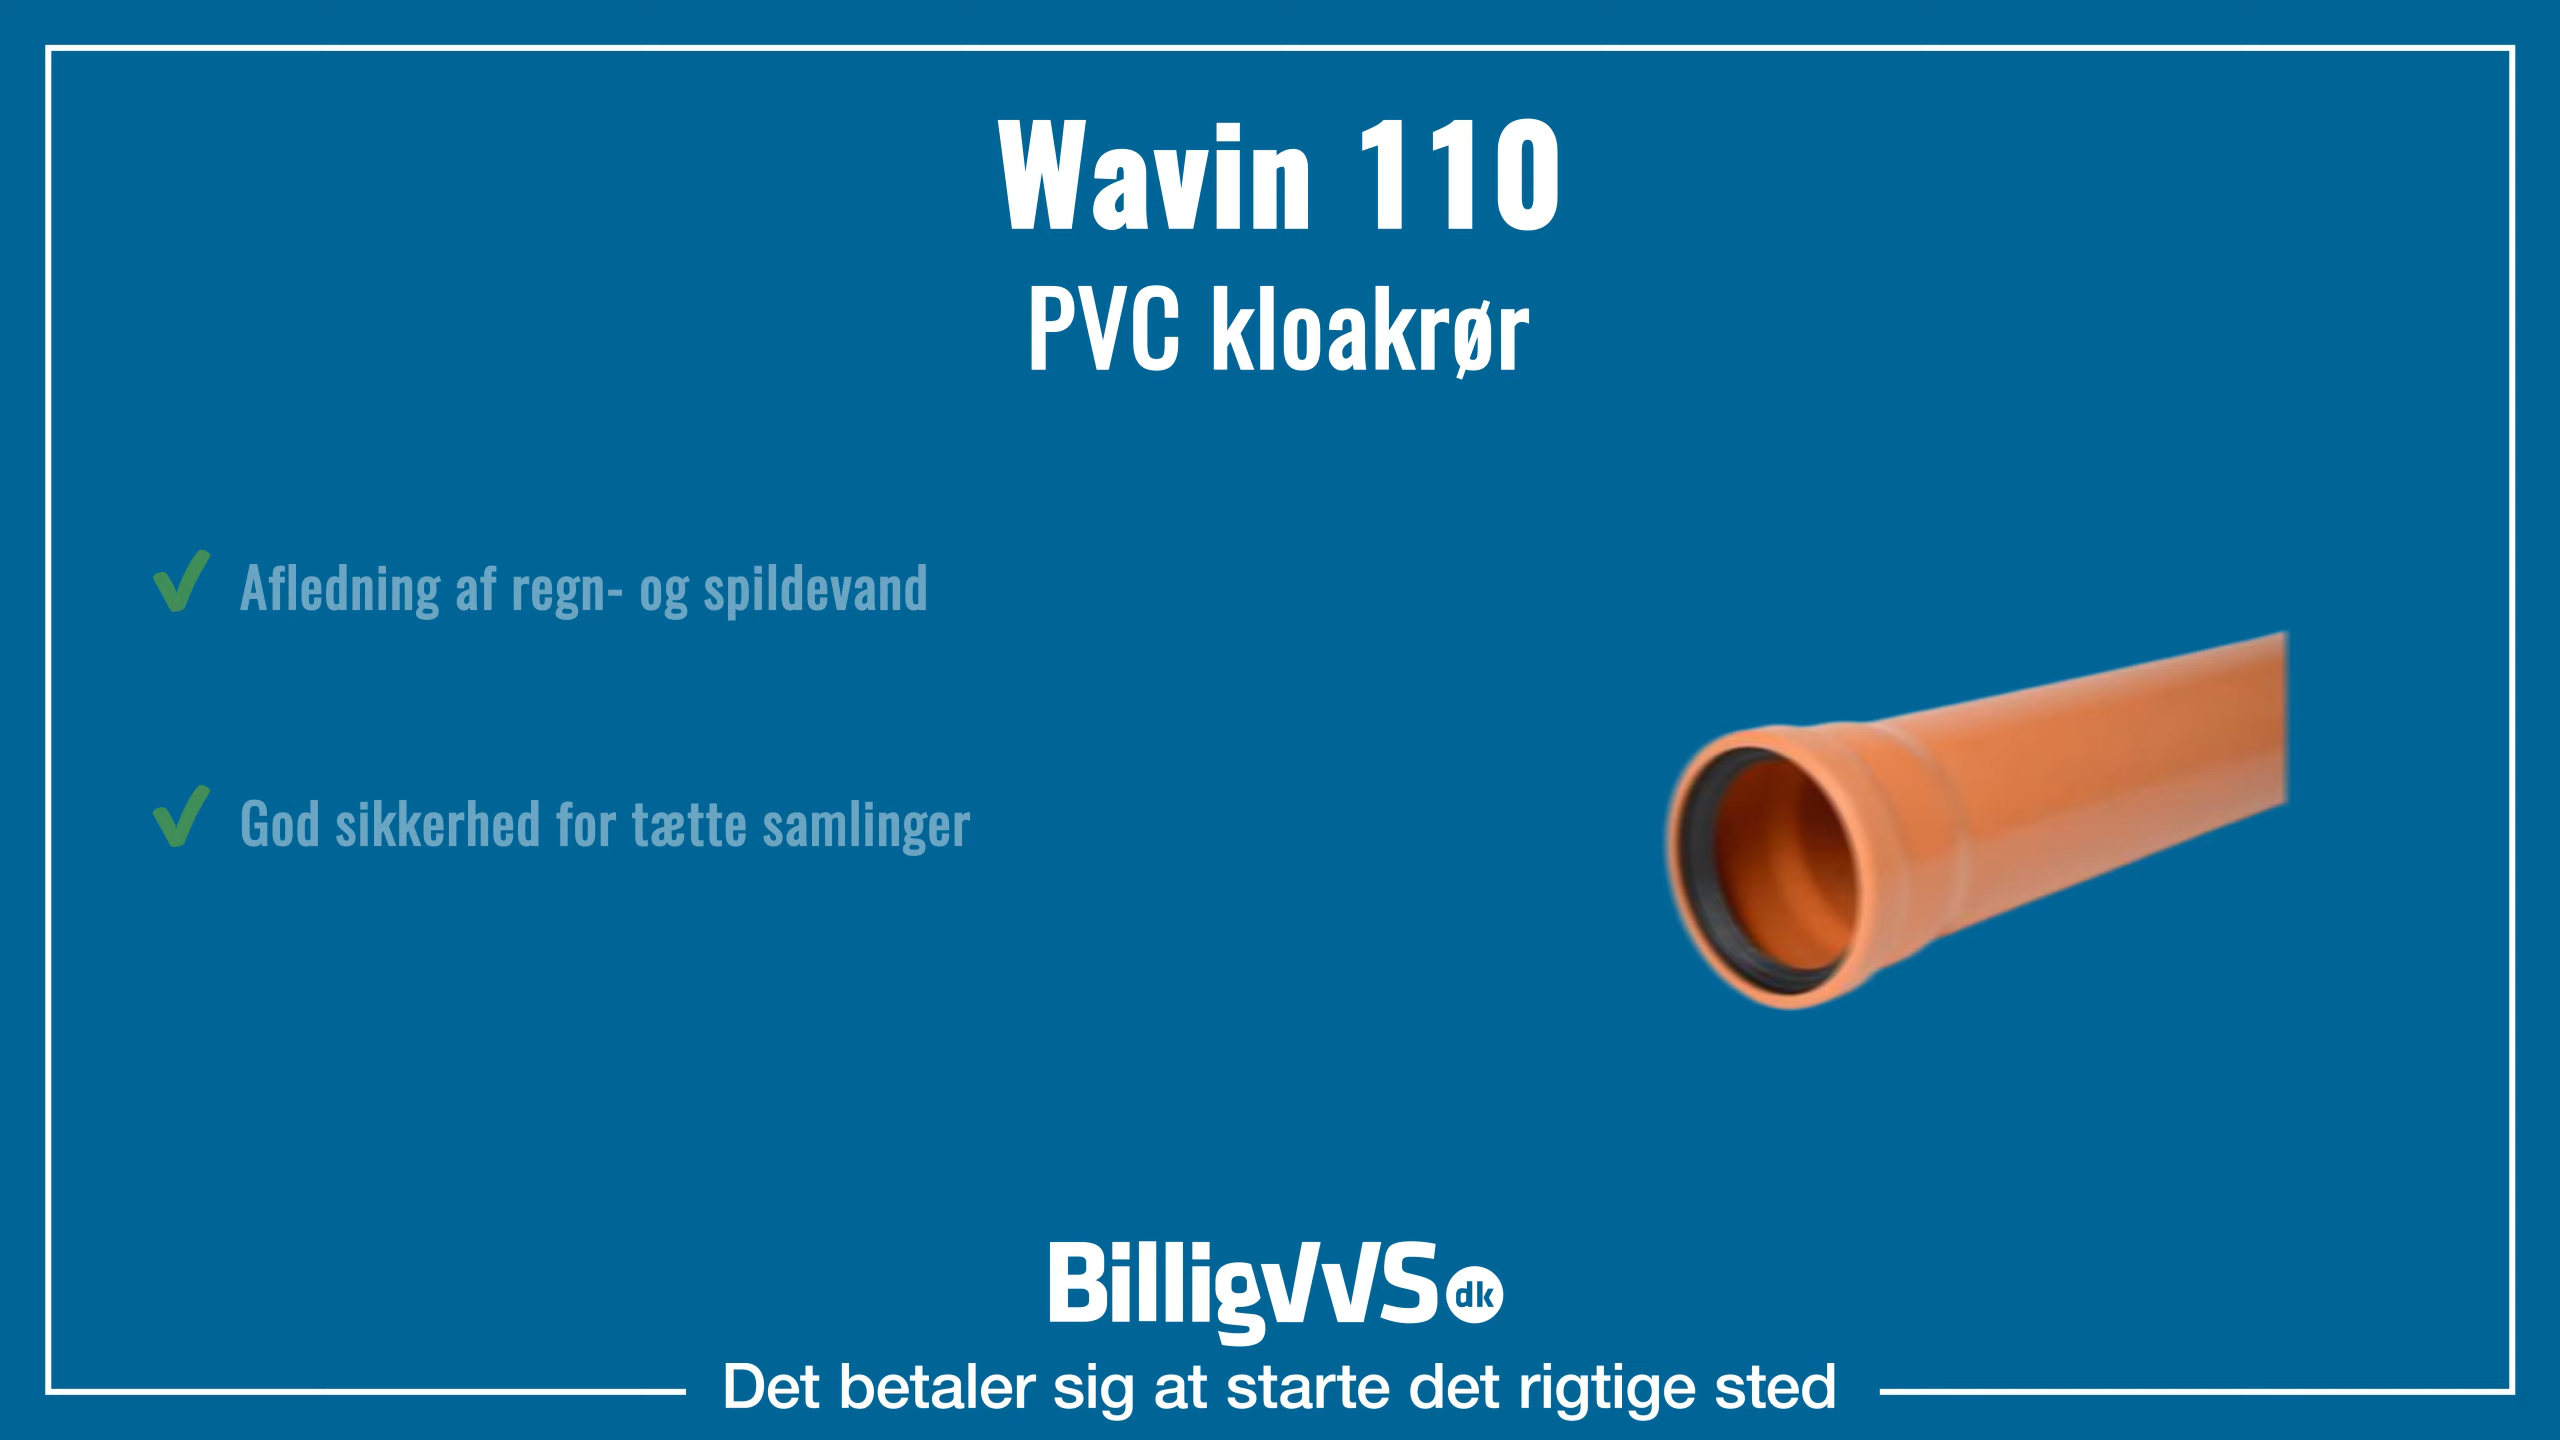 Wavin 110
PVC kloakrør
Afledning af regn- og spildevand
God sikkerhed for tætte samlinger
BilligVVS dk
Det betaler sig at starte det rigtige sted